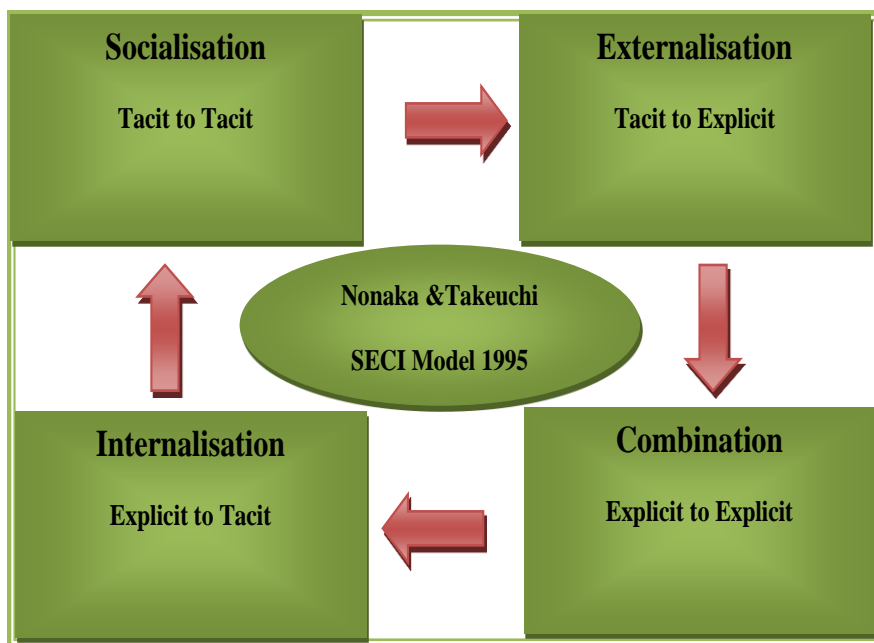 Socialisation
Tacit to Tacit
Externalisation
Tacit to Explicit
Nonaka &Takeuchi
SECI Model 1995
Internalisation
Explicit to Tacit
Combination
Explicit to Explicit